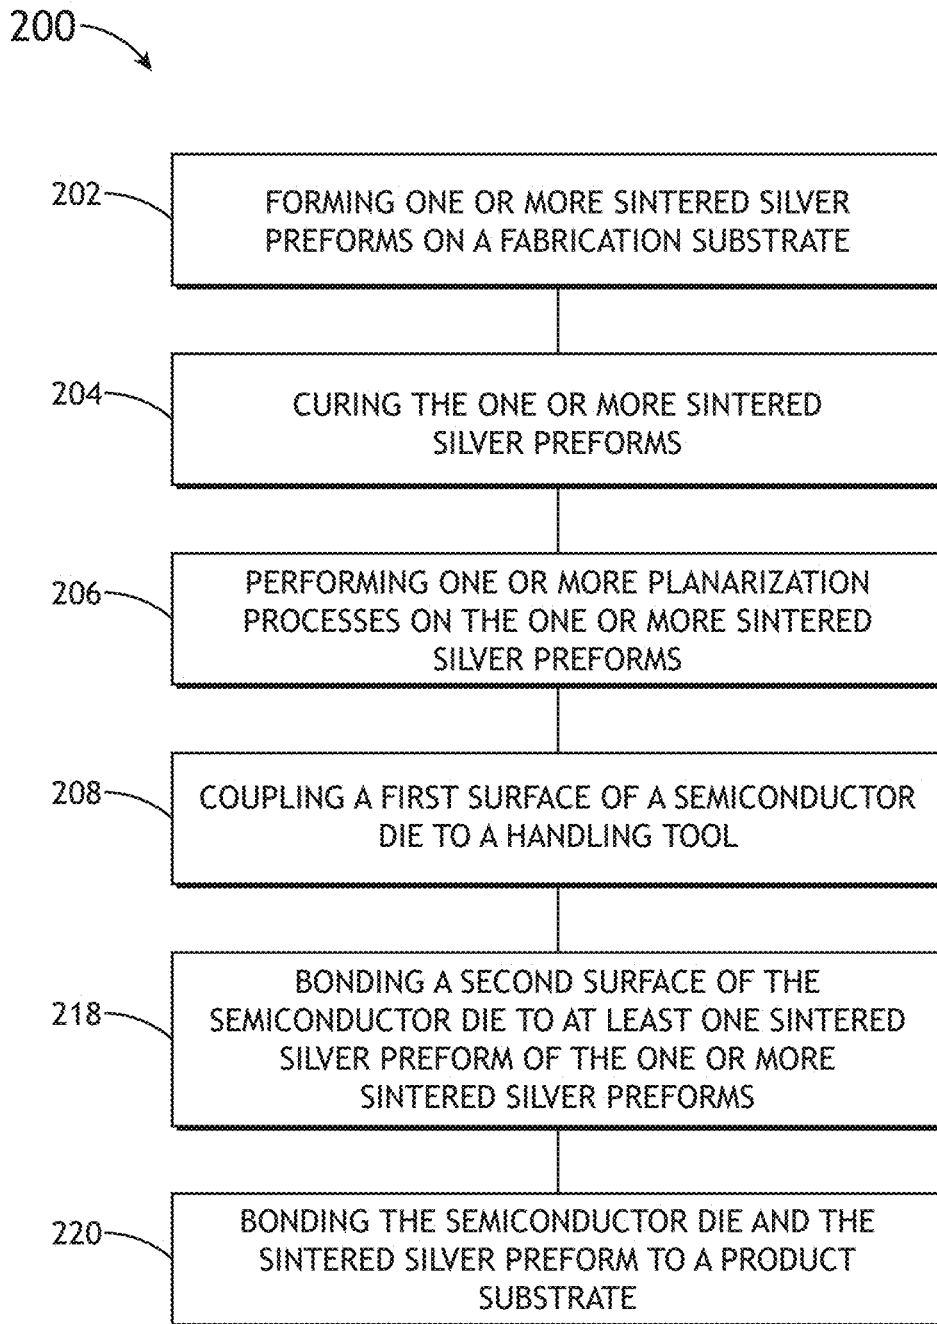 200
202
FORMING ONE OR MORE SINTERED SILVER
PREFORMS ON A FABRICATION SUBSTRATE
204
CURING THE ONE OR MORE SINTERED
SILVER PREFORMS
206
PERFORMING ONE OR MORE PLANARIZATION
PROCESSES ON THE ONE OR MORE SINTERED
SILVER PREFORMS
208
COUPLING A FIRST SURFACE OF A SEMICONDUCTOR
DIE TO A HANDLING TOOL
218
BONDING A SECOND SURFACE OF THE
SEMICONDUCTOR DIE TO AT LEAST ONE SINTERED
SILVER PREFORM OF THE ONE OR MORE
SINTERED SILVER PREFORMS
220
BONDING THE SEMICONDUCTOR DIE AND THE
SINTERED SILVER PREFORM TO A PRODUCT
SUBSTRATE